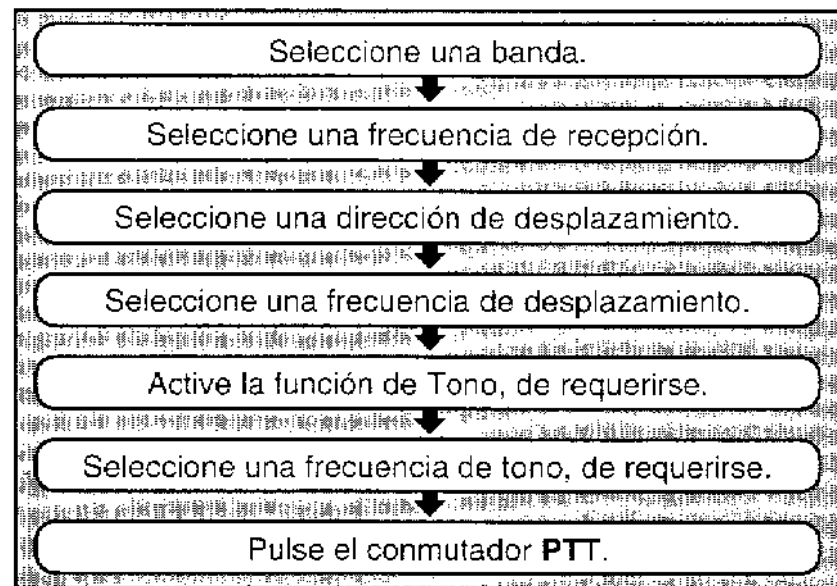 Seleccione una banda.
Seleccione una frecuencia de recepción.
Seleccione una dirección de desplazamiento.
Seleccione una frecuencia de desplazamiento.
Active la función de Tono, de requerirse.
Seleccione una frecuencia de tono, de requerirse.
Pulse el conmutador PTT.